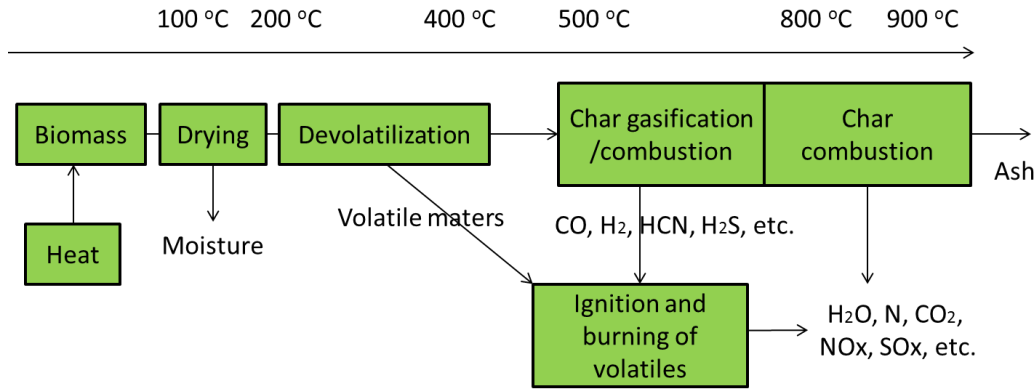 100 °C 200 °C 400 °C 500 °C 800 °C 900 °C
Biomass
Drying
Devolatilization
Char gasification
/combustion
Char
combustion
Ash
Heat
Moisture
Volatile maters
CO, H2, HCN, H2S, etc.
Ignition and
burning of
volatiles
H2O, N, CO2,
NOx, SOx, etc.